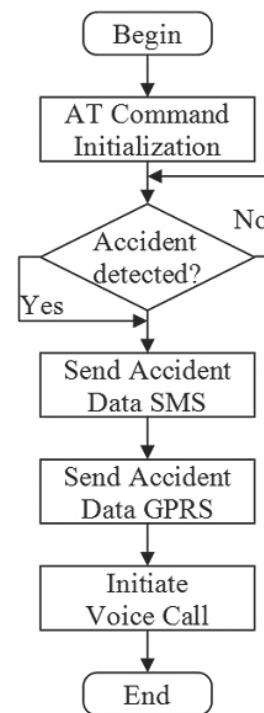 Begin
AT Command
Initialization
No
Accident
detected?
Yes
Send Accident
Data SMS
Send Accident
Data GPRS
Initiate
Voice Call
End